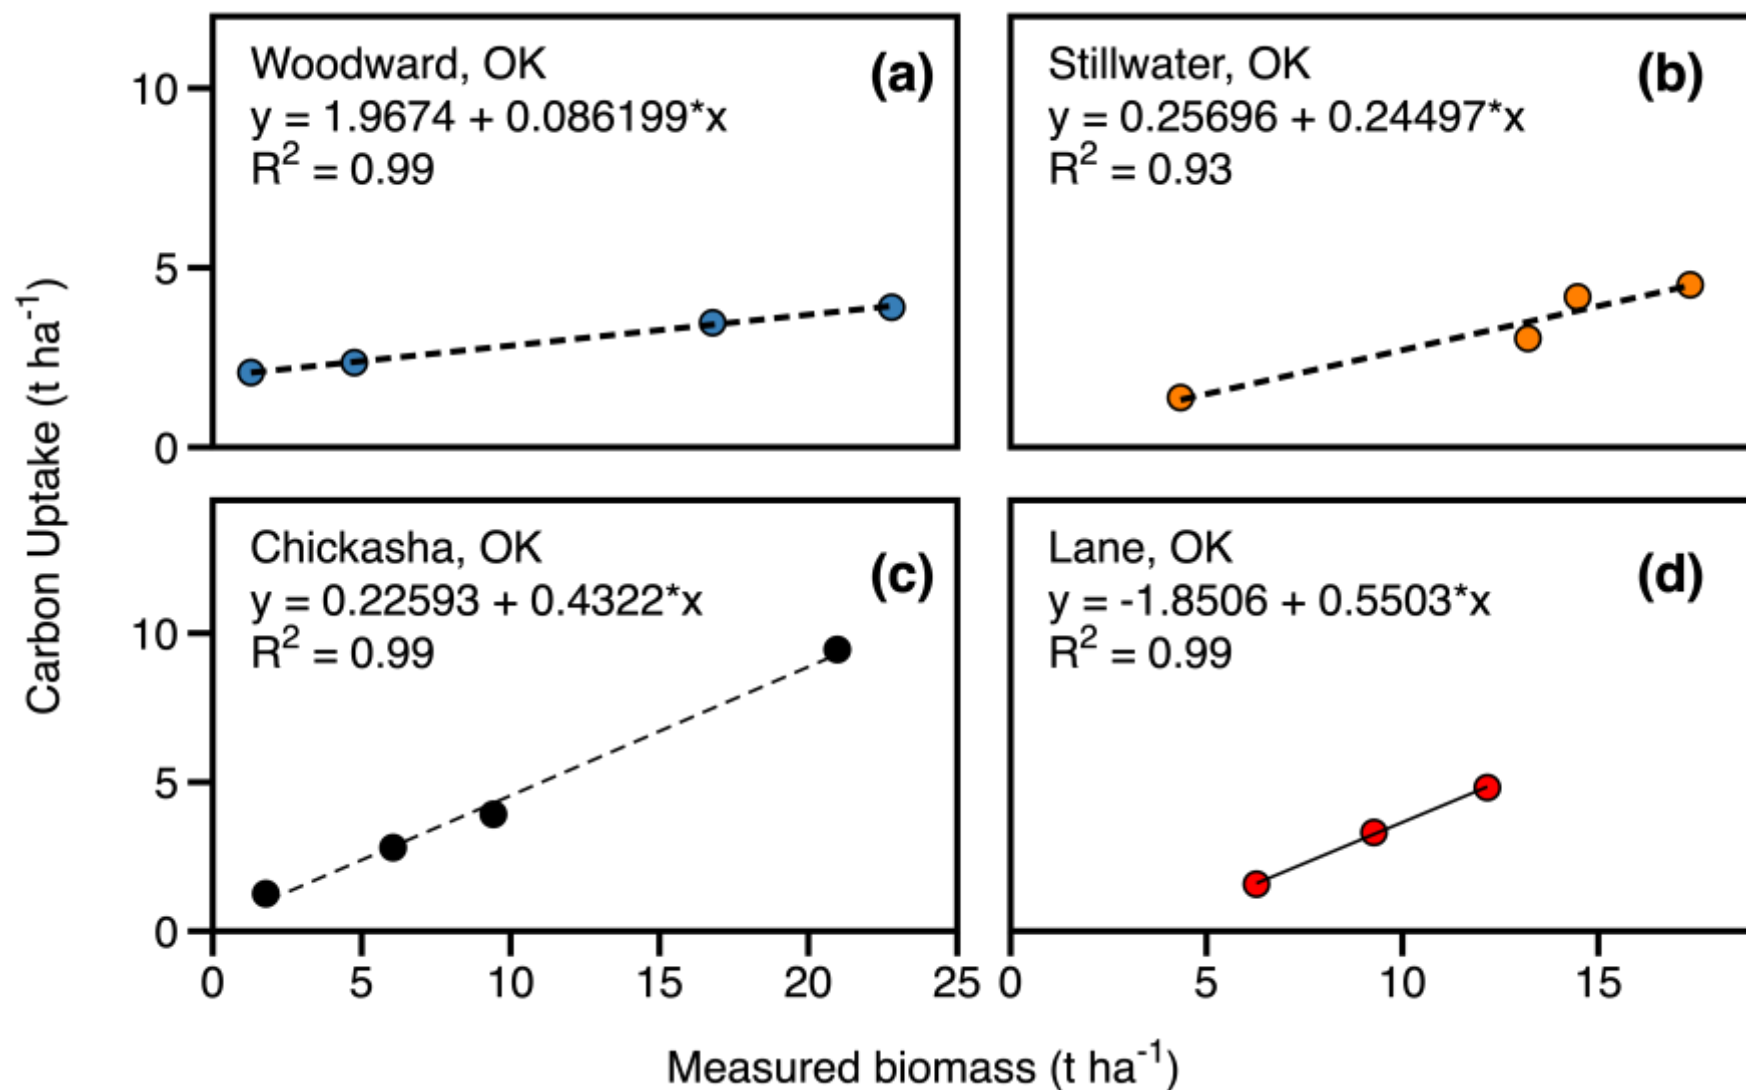 Woodward, OK
(a)
y = 1.9674 + 0.086199*x
R² = 0.99
Stillwater, OK
(b)
y = 0.25696 + 0.24497*x
R² = 0.93
10
5
0
Chickasha, OK
(c)
y = 0.22593 + 0.4322*x
R² = 0.99
Lane, OK
(d)
y = -1.8506 + 0.5503*x
R² = 0.99
10
5
0
0 5 10 15 20 25
0 5 10 15
Carbon Uptake (t ha⁻¹)
Measured biomass (t ha⁻¹)